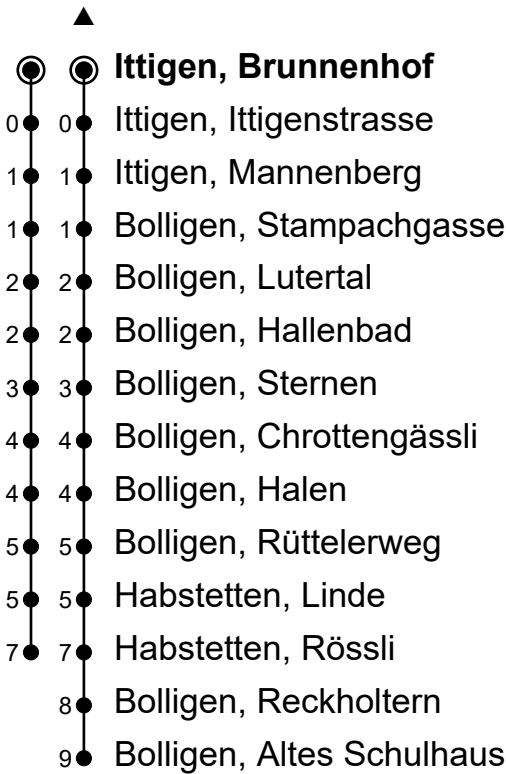 Ittigen, Brunnenhof
0 0 Ittigen, Ittigenstrasse
1 1 Ittigen, Mannenberg
1 1 Bolligen, Stampachgasse
2 2 Bolligen, Lutertal
2 2 Bolligen, Hallenbad
3 3 Bolligen, Sternen
4 4 Bolligen, Chrottengässli
4 4 Bolligen, Halen
5 5 Bolligen, Rüttelerweg
5 5 Habstetten, Linde
7 7 Habstetten, Rössli
8 Bolligen, Reckholtern
9 Bolligen, Altes Schulhaus